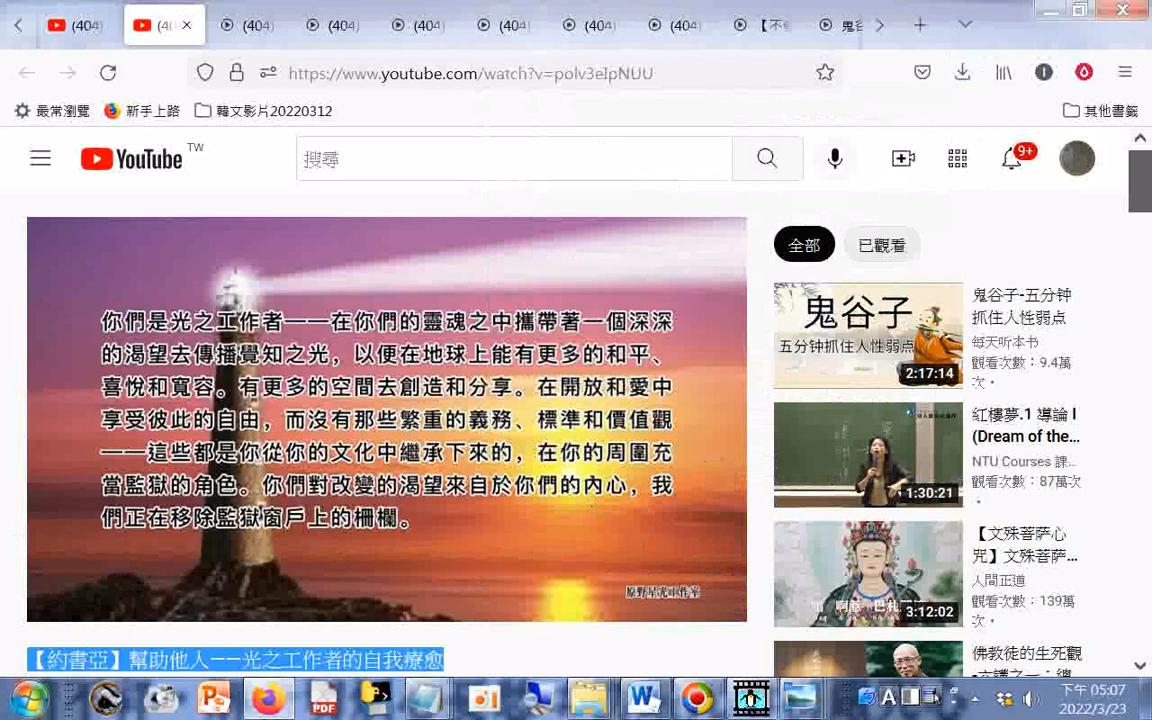 (404)
(40
(404)
(404)
(404)
(404)
(404)
(404)
【不
鬼谷
https://www.youtube.com/watch?v=polv3eIpNUU
最常瀏覽
新手上路
韓文影片20220312
其他書籤
YouTube TW
搜尋
9+
你們是光之工作者——在你們的靈魂之中攜帶著一個深深
的渴望去傳播覺知之光，以便在地球上能有更多的和平、
喜悅和寬容。有更多的空間去創造和分享。在開放和愛中
享受彼此的自由，而沒有那些繁重的義務、標準和價值觀
——這些都是你從你的文化中繼承下來的，在你的周圍充
當監獄的角色。你們對改變的渴望來自於你們的內心，我
們正在移除監獄窗戶上的柵欄。
原野星光工作室
【約書亞】幫助他人——光之工作者的自我療愈
全部
已觀看
鬼谷子
五分钟抓住人性弱点
2:17:14
鬼谷子-五分钟
抓住人性弱点
每天听本书
觀看次數：9.4萬
次・
1:30:21
紅樓夢.1 導論 I
(Dream of the...
NTU Courses 課...
觀看次數：87萬次
・
3:12:02
【文殊菩萨心
咒】文殊菩萨...
人間正道
觀看次數：139萬
次・
佛教徒的生死觀
PDF
A
下午 05:07
2022/3/23